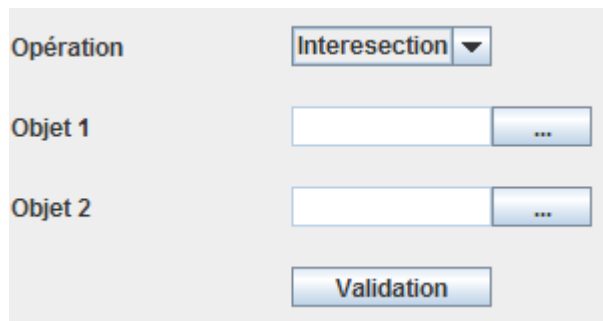 Opération Interesection
Objet 1 ...
Objet 2 ...
Validation